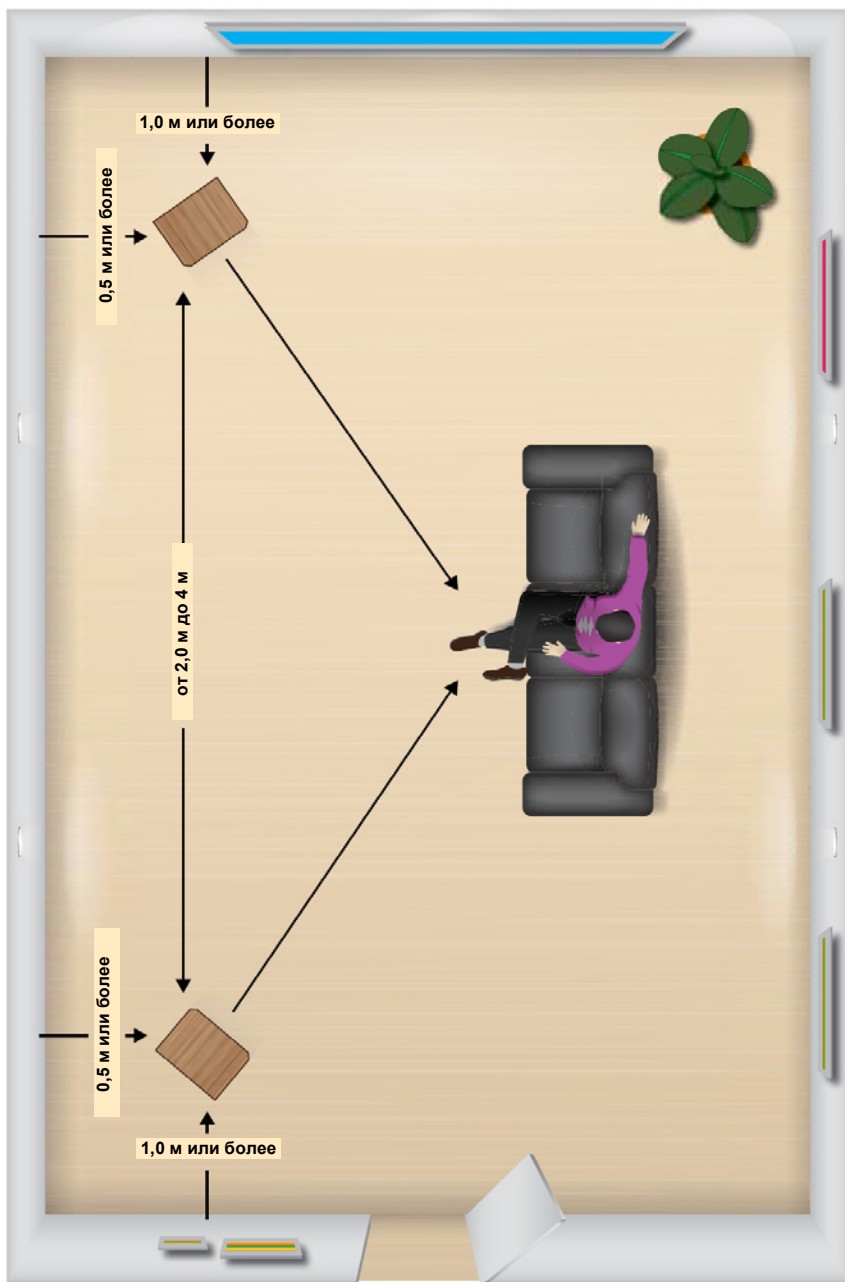 1,0 м или более
0,5 м или более
от 2,0 м до 4 м
0,5 м или более
1,0 м или более